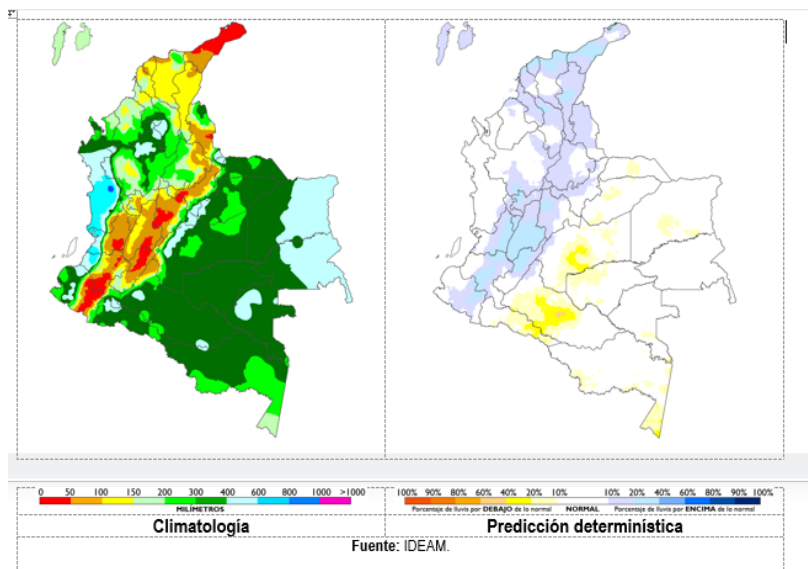 0 50 100 150 200 300 400 600 800 1000 >1000
MILÍMETROS
100% 90% 80% 60% 40% 20% 10% 10% 20% 40% 60% 80% 90% 100%
Porcentaje de lluvia por DEBAJO de la normal NORMAL Porcentaje de lluvia por ENCIMA de la normal
Climatología Predicción determinística
Fuente: IDEAM.